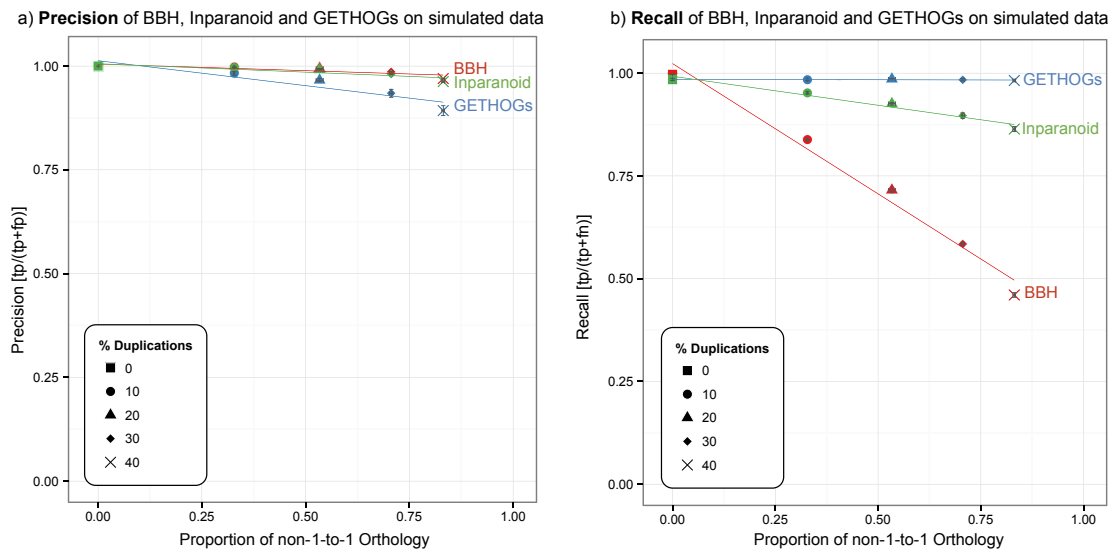 a) Precision of BBH, Inparanoid and GETHOGs on simulated data
1.00
0.75
0.50
0.25
0.00
Precision [tp/(tp+fp)]
BBH
Inparanoid
GETHOGs
% Duplications
0
10
20
30
40
0.00 0.25 0.50 0.75 1.00
Proportion of non-1-to-1 Orthology
b) Recall of BBH, Inparanoid and GETHOGs on simulated data
1.00
0.75
0.50
0.25
0.00
Recall [tp/(tp+fn)]
GETHOGs
Inparanoid
BBH
% Duplications
0
10
20
30
40
0.00 0.25 0.50 0.75 1.00
Proportion of non-1-to-1 Orthology